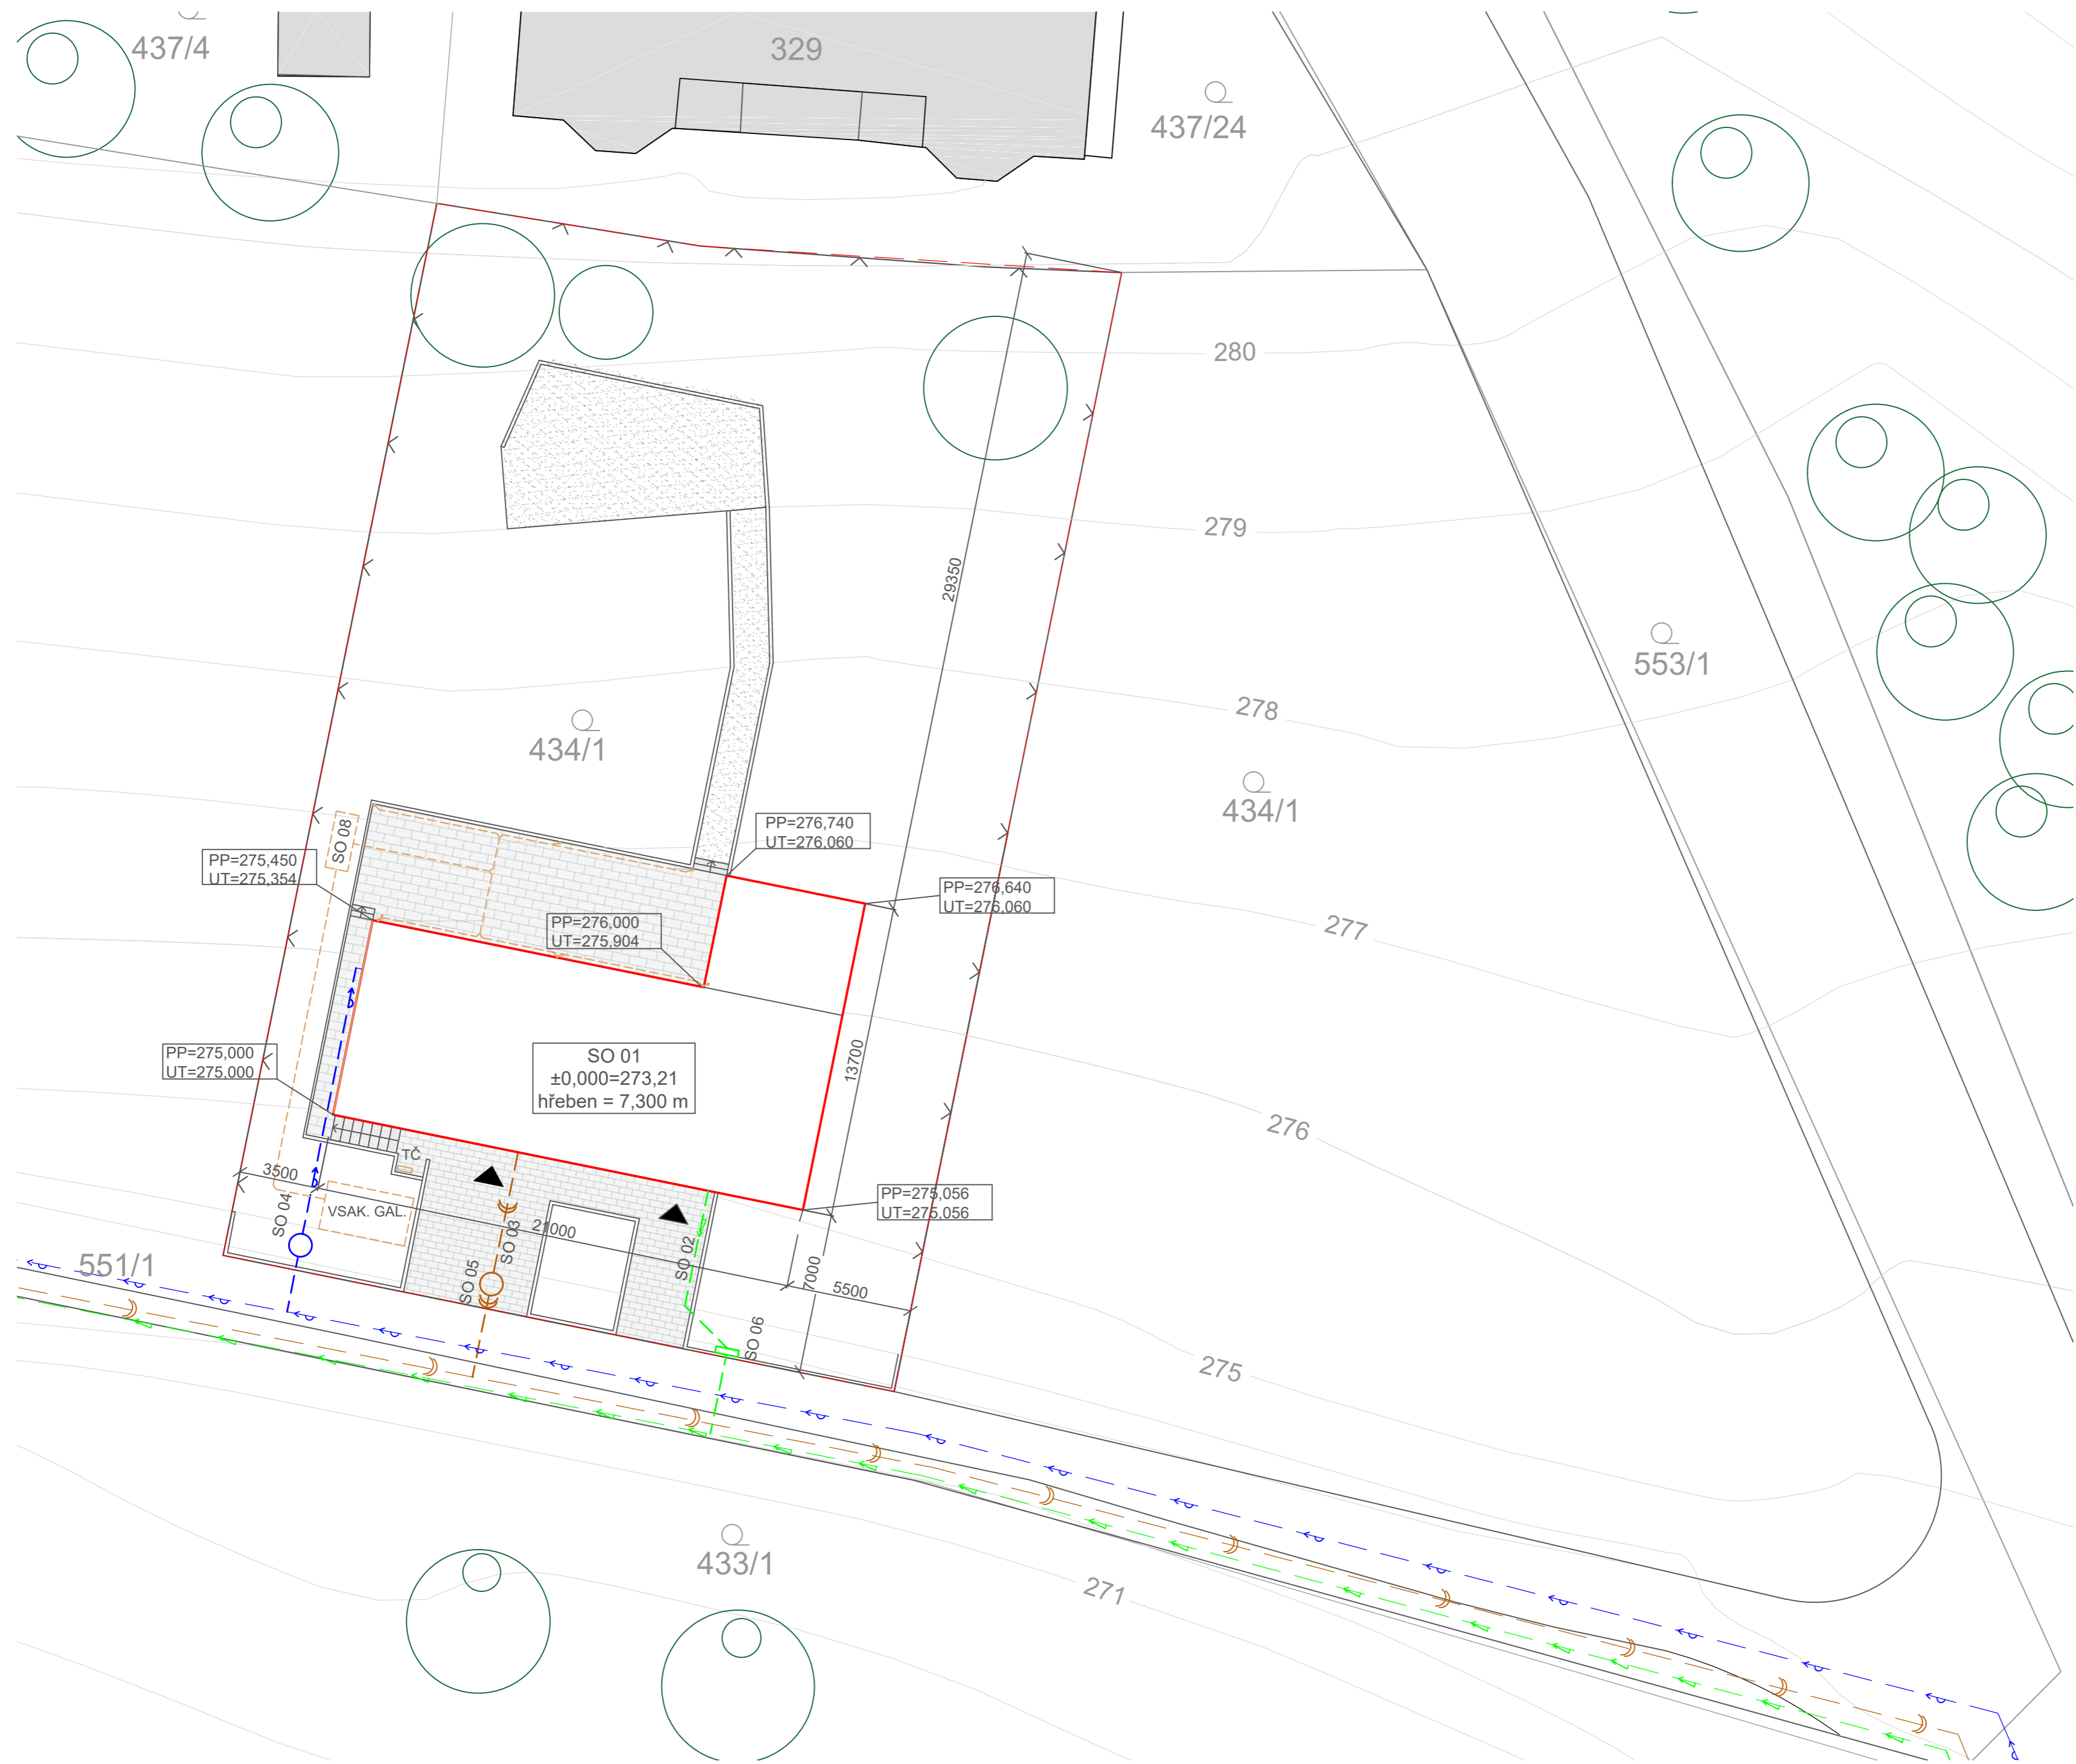 437/4
329
437/24
280
279
29350
553/1
278
434/1
434/1
PP=276,740
UT=276,060
SO 08
PP=275,450
UT=275,354
PP=276,640
UT=276,060
PP=276,000
UT=275,904
277
13700
PP=275,000
UT=275,000
SO 01
±0,000=273,21
hřeben = 7,300 m
276
TČ
3500
PP=275,056
UT=275,056
SO 04
VSAK. GAL.
SO 03
21000
SO 02
551/1
SO 05
7000
5500
SO 06
275
433/1
271